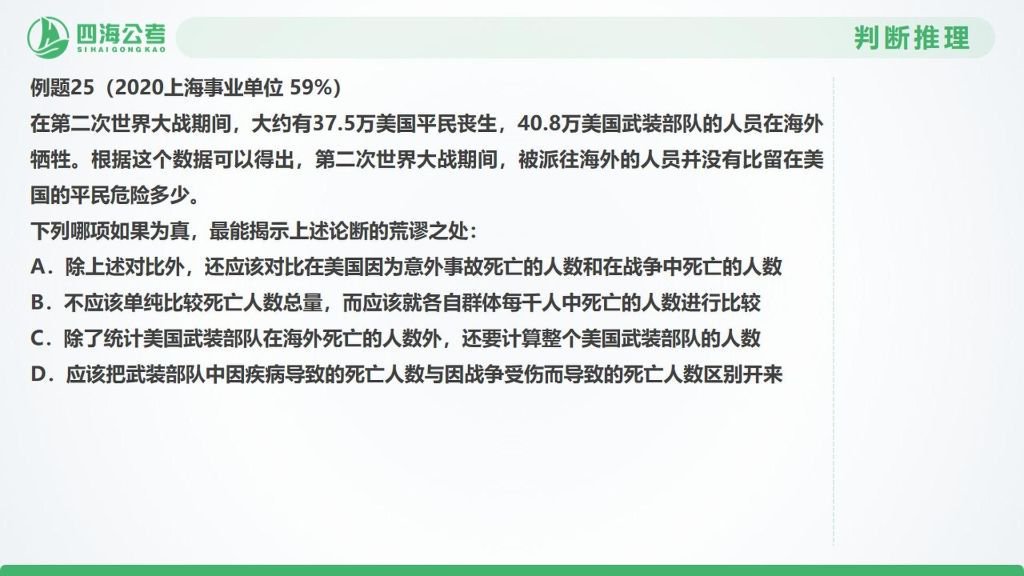 四海公考
SIHAIGONGKAO
判断推理
例题25（2020上海事业单位 59%）
在第二次世界大战期间，大约有37.5万美国平民丧生，40.8万美国武装部队的人员在海外
牺牲。根据这个数据可以得出，第二次世界大战期间，被派往海外的人员并没有比留在美
国的平民危险多少。
下列哪项如果为真，最能揭示上述论断的荒谬之处：
A．除上述对比外，还应该对比在美国因为意外事故死亡的人数和在战争中死亡的人数
B．不应该单纯比较死亡人数总量，而应该就各自群体每千人中死亡的人数进行比较
C．除了统计美国武装部队在海外死亡的人数外，还要计算整个美国武装部队的人数
D．应该把武装部队中因疾病导致的死亡人数与因战争受伤而导致的死亡人数区别开来